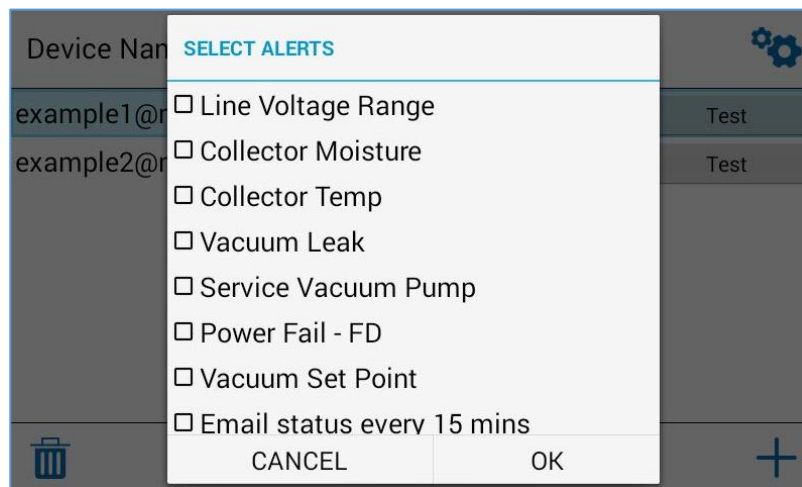 Device Nan
SELECT ALERTS
example1@r
Line Voltage Range
Test
Collector Moisture
example2@r
Test
Collector Temp
Vacuum Leak
Service Vacuum Pump
Power Fail - FD
Vacuum Set Point
Email status every 15 mins
CANCEL
OK